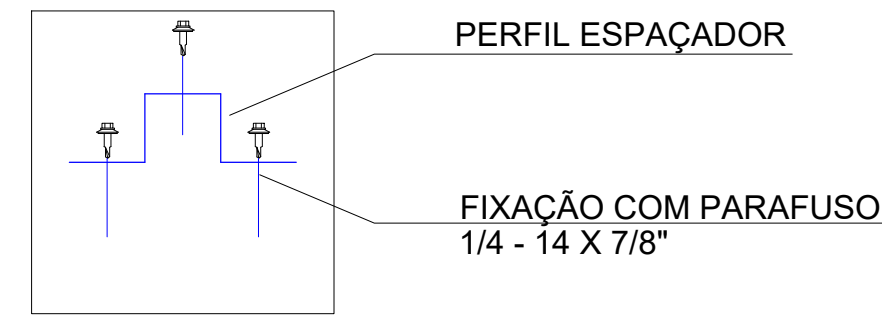 PERFIL ESPAÇADOR
FIXAÇÃO COM PARAFUSO
1/4 - 14 X 7/8"